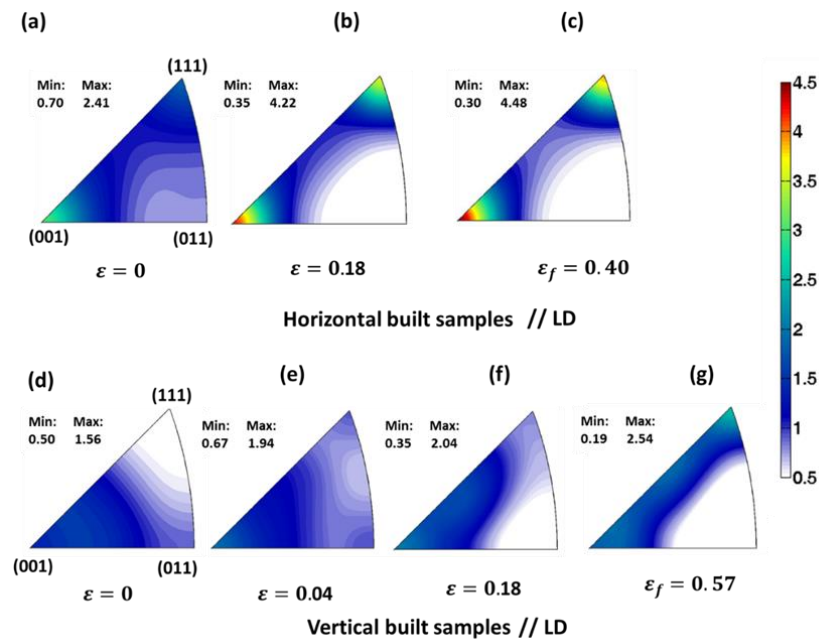 (a)
(b)
(c)
(111)
Min: Max:
0.70 2.41
Min: Max:
0.35 4.22
Min: Max:
0.30 4.48
(001)
(011)
ε = 0
ε = 0.18
ε_f = 0.40
Horizontal built samples // LD
4.5
4
3.5
3
2.5
2
1.5
1
0.5
(d)
(e)
(f)
(g)
(111)
Min: Max:
0.50 1.56
Min: Max:
0.67 1.94
Min: Max:
0.35 2.04
Min: Max:
0.19 2.54
(001)
(011)
ε = 0
ε = 0.04
ε = 0.18
ε_f = 0.57
Vertical built samples // LD